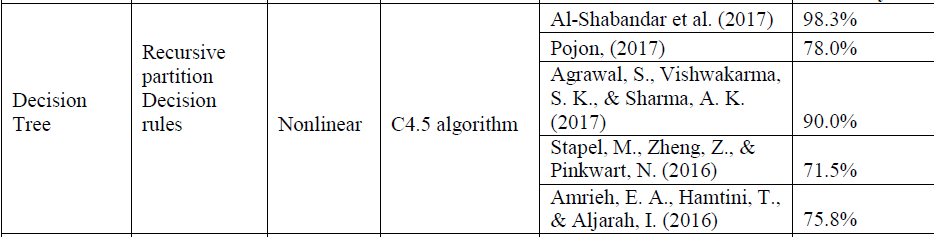 Decision
Tree
Recursive
partition
Decision
rules
Nonlinear
C4.5 algorithm
Al-Shabandar et al. (2017)
98.3%
Pojon, (2017)
78.0%
Agrawal, S., Vishwakarma,
S. K., & Sharma, A. K.
(2017)
90.0%
Stapel, M., Zheng, Z., &
Pinkwart, N. (2016)
71.5%
Amrieh, E. A., Hamtini, T.,
& Aljarah, I. (2016)
75.8%